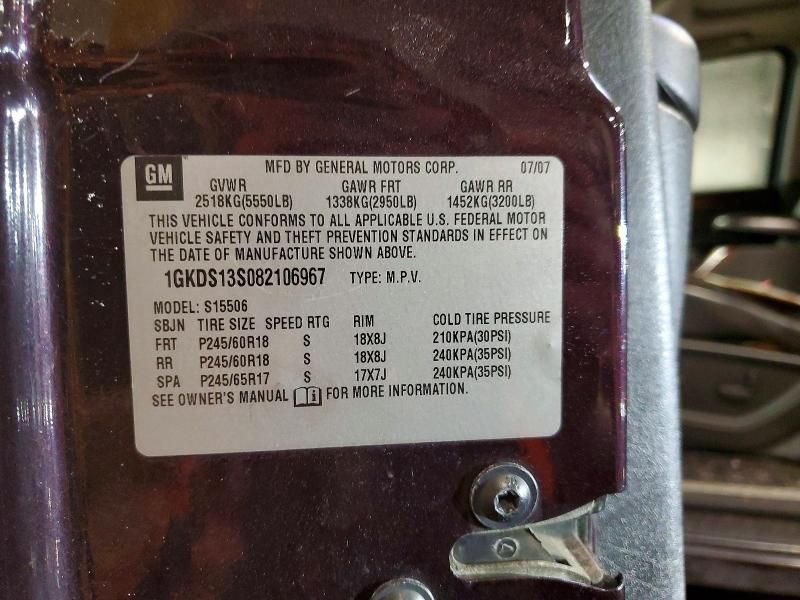 GM MFD BY GENERAL MOTORS CORP. 07/07
GVWR GAWR FRT GAWR RR
2518KG(5550LB) 1338KG(2950LB) 1452KG(3200LB)
THIS VEHICLE CONFORMS TO ALL APPLICABLE U.S. FEDERAL MOTOR
VEHICLE SAFETY AND THEFT PREVENTION STANDARDS IN EFFECT ON
THE DATE OF MANUFACTURE SHOWN ABOVE.
1GKDS13S082106967 TYPE: M.P.V.
MODEL: S15506
SBJN TIRE SIZE SPEED RTG RIM COLD TIRE PRESSURE
FRT P245/60R18 S 18X8J 210KPA(30PSI)
RR P245/60R18 S 18X8J 240KPA(35PSI)
SPA P245/65R17 S 17X7J 240KPA(35PSI)
SEE OWNER'S MANUAL i FOR MORE INFORMATION.